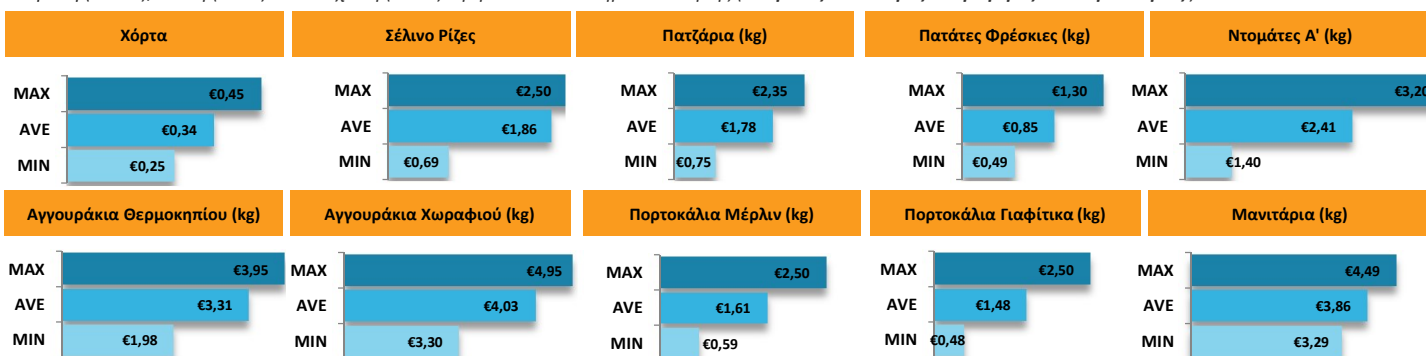 Χόρτα
MAX €0,45
AVE €0,34
MIN €0,25
Σέλινο Ρίζες
MAX €2,50
AVE €1,86
MIN €0,69
Πατζάρια (kg)
MAX €2,35
AVE €1,78
MIN €0,75
Πατάτες Φρέσκιες (kg)
MAX €1,30
AVE €0,85
MIN €0,49
Ντομάτες Α' (kg)
MAX €3,20
AVE €2,41
MIN €1,40
Αγγουράκια Θερμοκηπίου (kg)
MAX €3,95
AVE €3,31
MIN €1,98
Αγγουράκια Χωραφιού (kg)
MAX €4,95
AVE €4,03
MIN €3,30
Πορτοκάλια Μέρλιν (kg)
MAX €2,50
AVE €1,61
MIN €0,59
Πορτοκάλια Γιαφίτικα (kg)
MAX €2,50
AVE €1,48
MIN €0,48
Μανιτάρια (kg)
MAX €4,49
AVE €3,86
MIN €3,29